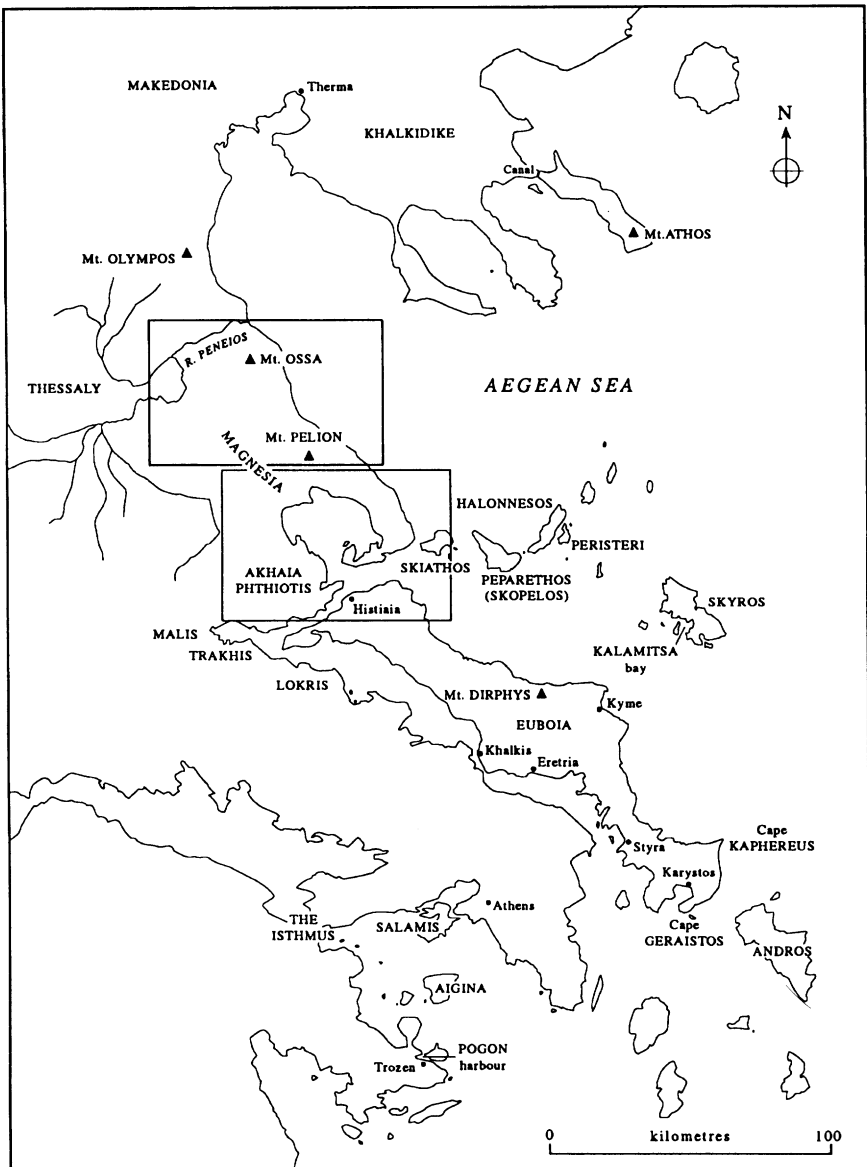 MAKEDONIA
Therma
KHALKIDIKE
N
Canal
Mt. ATHOS
Mt. OLYMPOS
R. PENEIOS
Mt. OSSA
THESSALY
AEGEAN SEA
Mt. PELION
MAGNESIA
HALONNESOS
PERISTERI
SKIATHOS
PEPARETHOS
(SKOPELOS)
AKHAIA
PHTHIOTIS
Histiaia
SKYROS
MALIS
TRAKHIS
KALAMITSA
bay
LOKRIS
Mt. DIRPHYS
Kyme
EUBOIA
Khalkis
Eretria
Styra
Cape
KAPHEREUS
Karystos
Athens
THE
ISTHMUS
SALAMIS
Cape
GERAISTOS
ANDROS
AIGINA
POGON
harbour
Trozen
0 kilometres 100